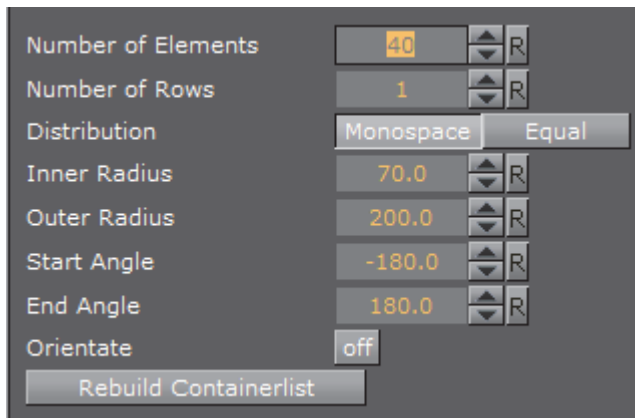 Number of Elements 40 R
Number of Rows 1 R
Distribution Monospace Equal
Inner Radius 70.0 R
Outer Radius 200.0 R
Start Angle -180.0 R
End Angle 180.0 R
Orientate off
Rebuild Containerlist